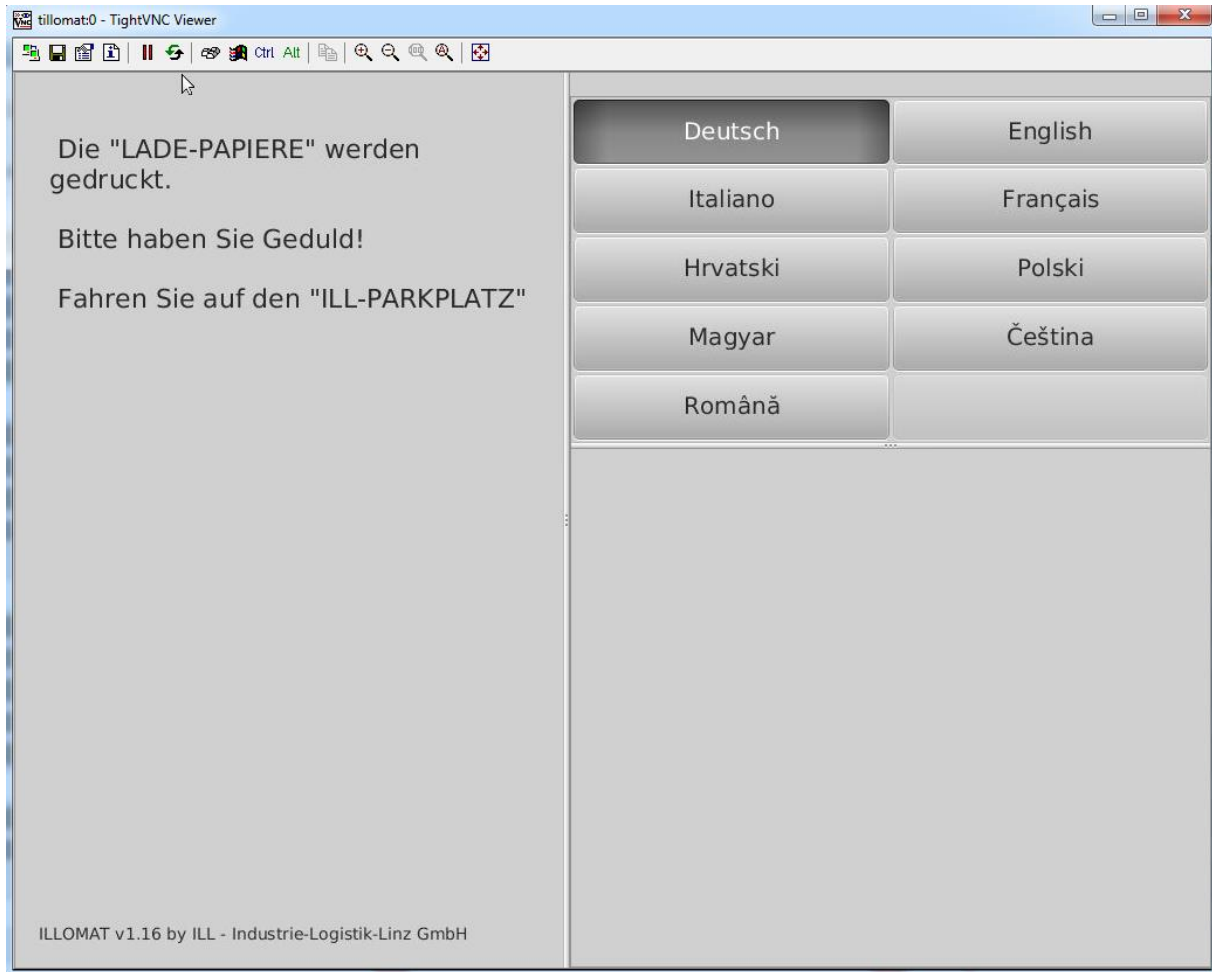 tillomat:0 - TightVNC Viewer
Ctrl Alt
Die "LADE-PAPIERE" werden
gedruckt.
Bitte haben Sie Geduld!
Fahren Sie auf den "ILL-PARKPLATZ"
Deutsch English
Italiano Français
Hrvatski Polski
Magyar Čeština
Română
ILLOMAT v1.16 by ILL - Industrie-Logistik-Linz GmbH